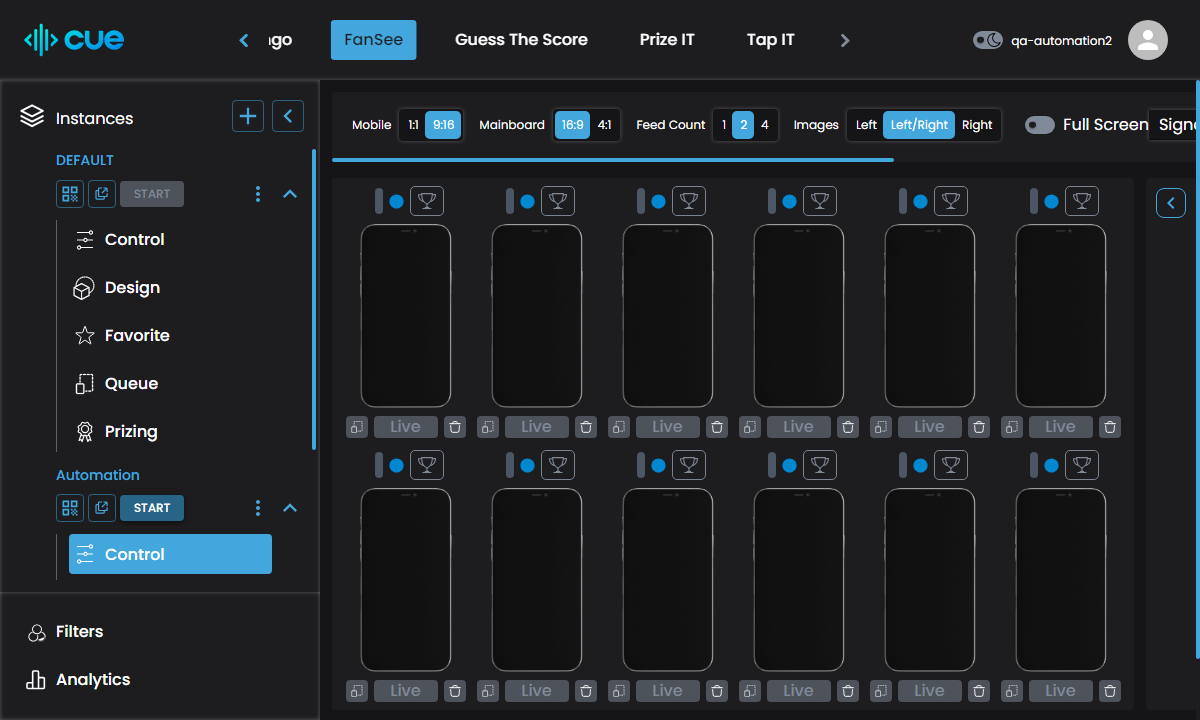 cue
FanSee
Guess The Score
Prize IT
Tap IT
qa-automation2
Instances
DEFAULT
START
Control
Design
Favorite
Queue
Prizing
Automation
START
Control
Filters
Analytics
Mobile 1:1 9:16 Mainboard 16:9 4:1 Feed Count 1 2 4 Images Left Left/Right Right Full Screen
Live Live Live Live Live Live
Live Live Live Live Live Live